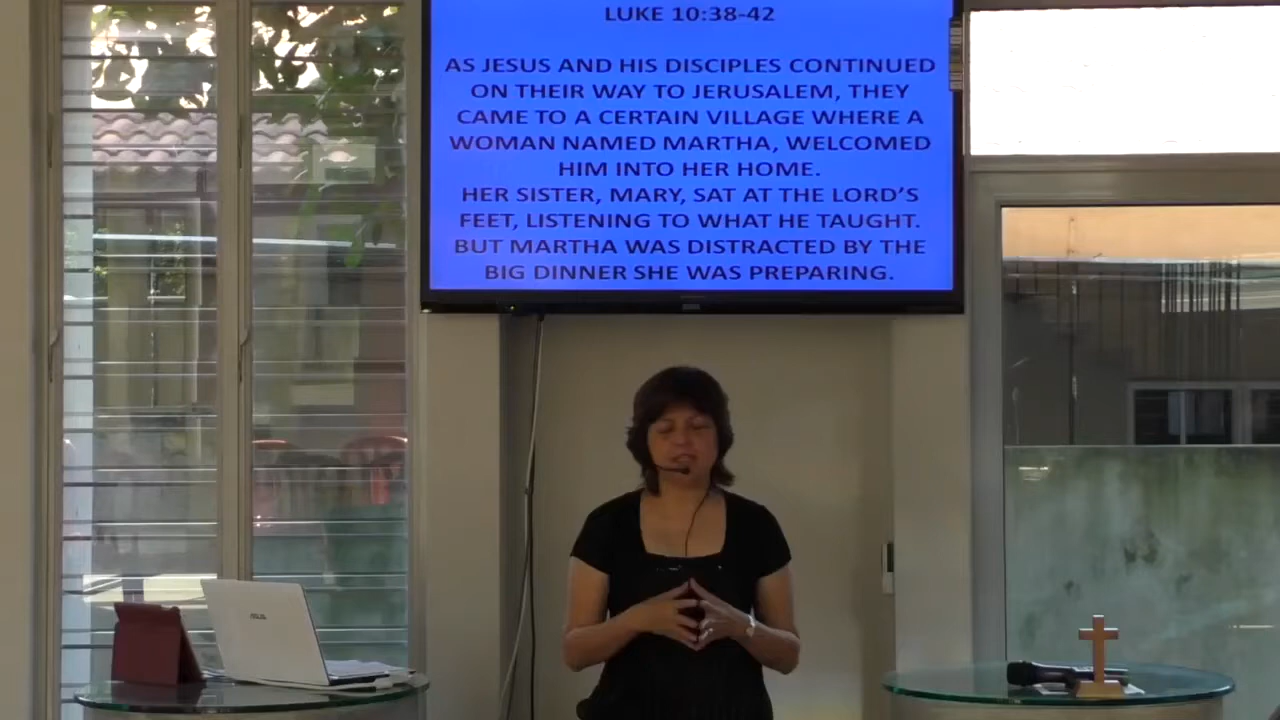 LUKE 10:38-42
AS JESUS AND HIS DISCIPLES CONTINUED
ON THEIR WAY TO JERUSALEM, THEY
CAME TO A CERTAIN VILLAGE WHERE A
WOMAN NAMED MARTHA, WELCOMED
HIM INTO HER HOME.
HER SISTER, MARY, SAT AT THE LORD'S
FEET, LISTENING TO WHAT HE TAUGHT.
BUT MARTHA WAS DISTRACTED BY THE
BIG DINNER SHE WAS PREPARING.
ASUS